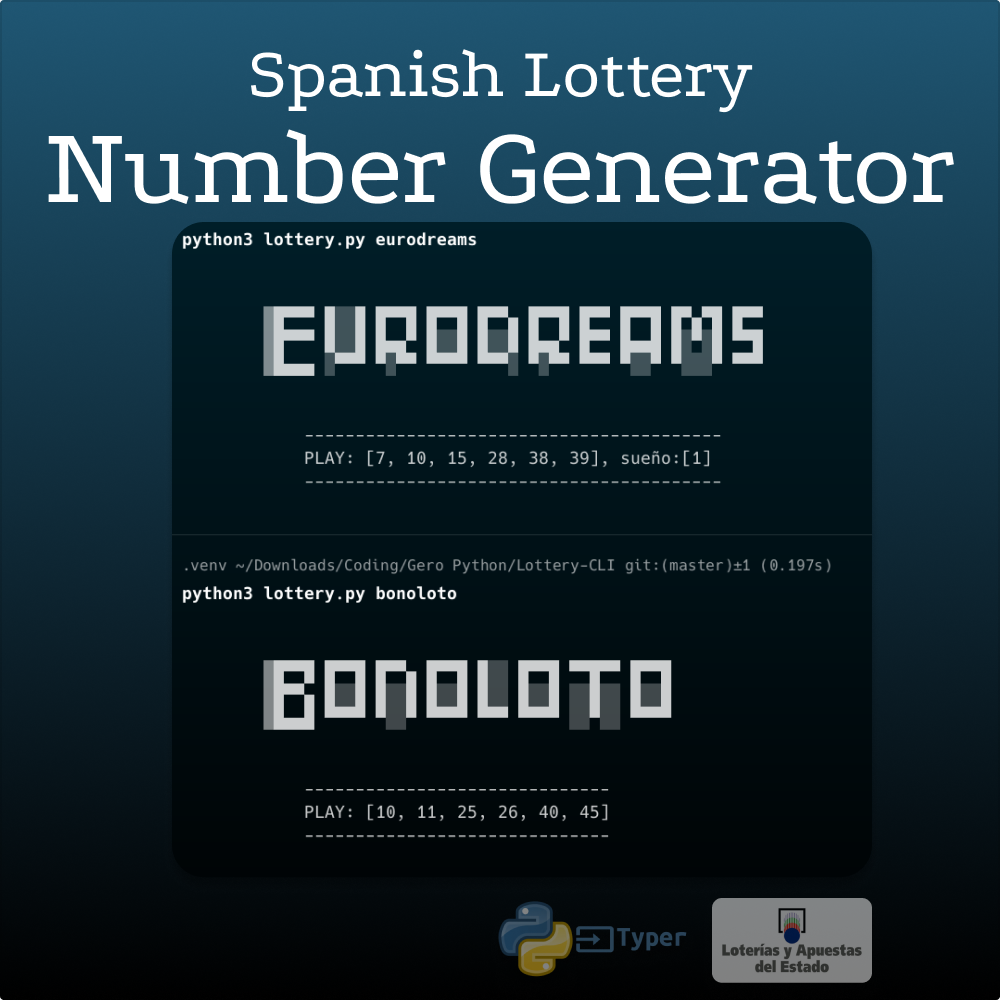 Spanish Lottery
Number Generator
python3 lottery.py eurodreams
EURODREAMS
-----------------------------------------
PLAY: [7, 10, 15, 28, 38, 39], sueño:[1]
-----------------------------------------
.venv ~/Downloads/Coding/Gero Python/Lottery-CLI git:(master)±1 (0.197s)
python3 lottery.py bonoloto
BONOLOTO
------------------------------
PLAY: [10, 11, 25, 26, 40, 45]
------------------------------
Typer
Loterías y Apuestas
del Estado